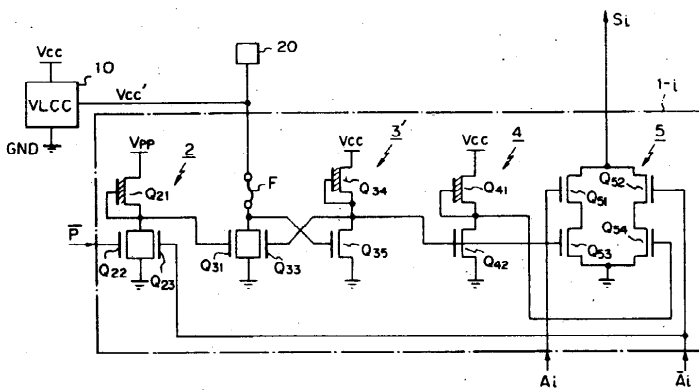 Si
20
Vcc
10
VLCC
Vcc'
GND
1-i
VPP
2
Q21
F
Vcc
3'
Q34
Vcc
4
Q41
5
Q52
Q51
P̅
Q22
Q23
Q31
Q33
Q35
Q42
Q53
Q54
Ai
A̅i